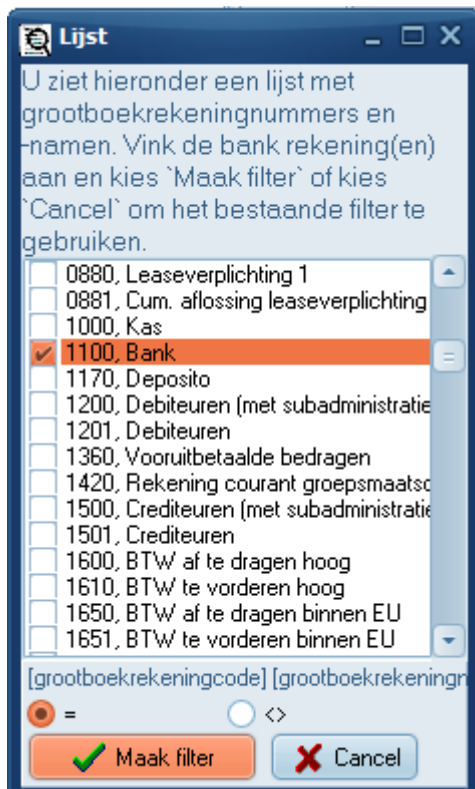 Lijst
U ziet hieronder een lijst met
grootboekrekeningnummers en
-namen. Vink de bank rekening(en)
aan en kies `Maak filter` of kies
`Cancel` om het bestaande filter te
gebruiken.
0880, Leaseverplichting 1
0881, Cum. aflossing leaseverplichting
1000, Kas
1100, Bank
1170, Deposito
1200, Debiteuren (met subadministratie
1201, Debiteuren
1360, Vooruitbetaalde bedragen
1420, Rekening courant groepsmaatsc
1500, Crediteuren (met subadministratie
1501, Crediteuren
1600, BTW af te dragen hoog
1610, BTW te vorderen hoog
1650, BTW af te dragen binnen EU
1651, BTW te vorderen binnen EU
[grootboekrekeningcode] [grootboekrekeningn
= <>
Maak filter Cancel